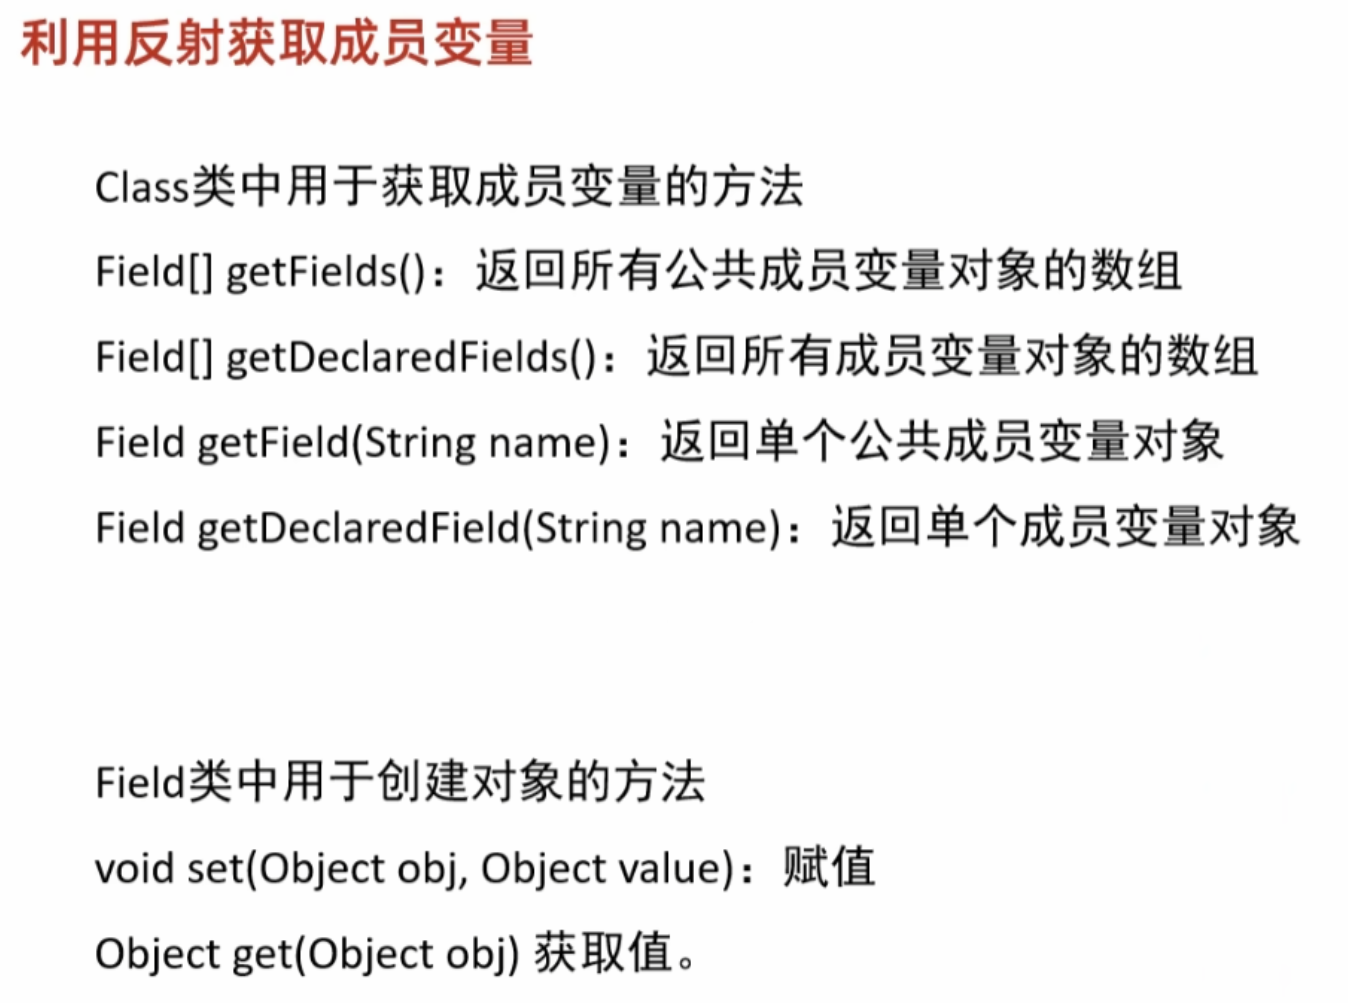 利用反射获取成员变量
Class类中用于获取成员变量的方法
Field[] getFields()：返回所有公共成员变量对象的数组
Field[] getDeclaredFields()：返回所有成员变量对象的数组
Field getField(String name)：返回单个公共成员变量对象
Field getDeclaredField(String name)：返回单个成员变量对象
Field类中用于创建对象的方法
void set(Object obj, Object value)：赋值
Object get(Object obj) 获取值。